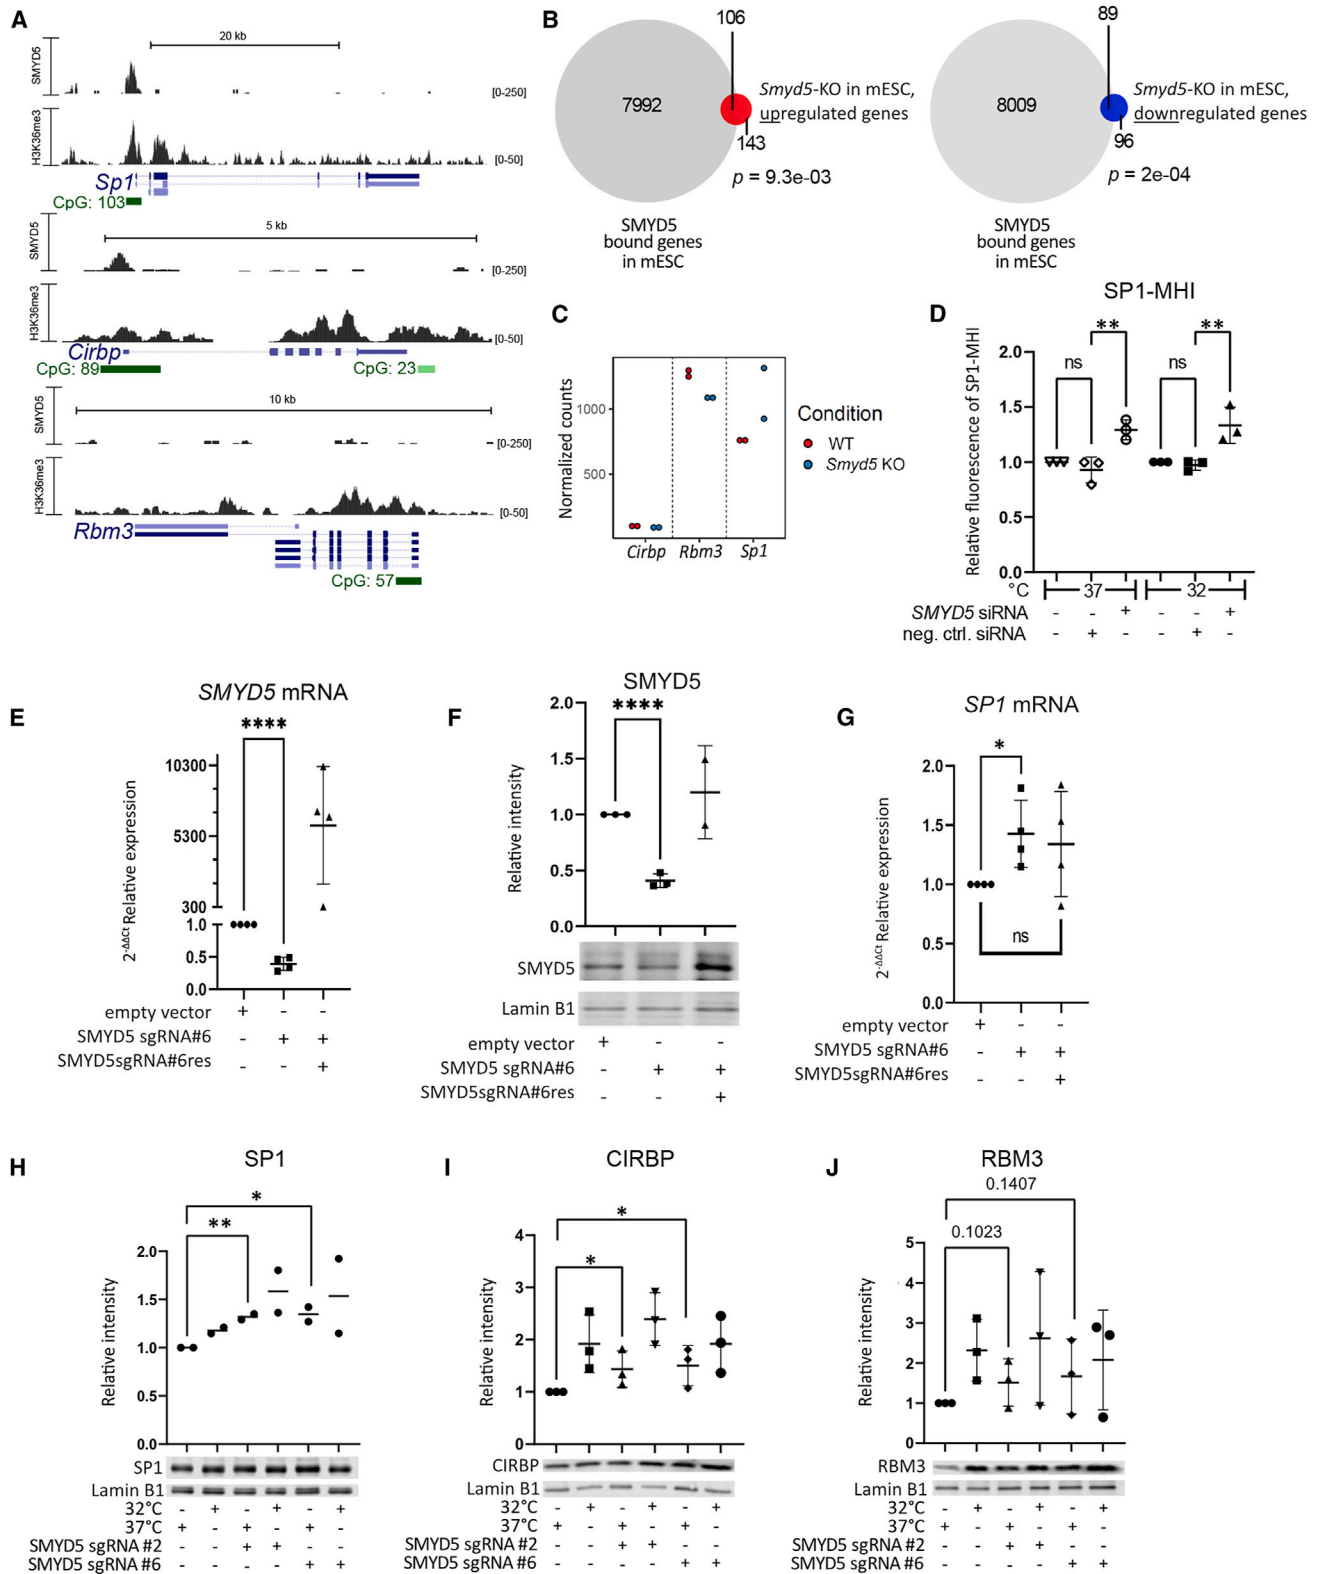 A
20 kb
SMYD5
[0-250]
H3K36me3
[0-50]
Sp1
CpG: 103
5 kb
SMYD5
[0-250]
H3K36me3
[0-50]
Cirbp
CpG: 89
CpG: 23
10 kb
SMYD5
[0-250]
H3K36me3
[0-50]
Rbm3
CpG: 57
B
106
7992
Smyd5-KO in mESC,
upregulated genes
143
p = 9.3e-03
SMYD5
bound genes
in mESC
89
8009
Smyd5-KO in mESC,
downregulated genes
96
p = 2e-04
SMYD5
bound genes
in mESC
C
Normalized counts
1000
500
Cirbp Rbm3 Sp1
Condition
WT
Smyd5 KO
D
SP1-MHI
Relative fluorescence of SP1-MHI
2.0
1.5
1.0
0.5
0.0
ns ** ns **
°C 37 32
SMYD5 siRNA - - + - - +
neg. ctrl. siRNA - + - - + -
E
SMYD5 mRNA
****
2-ΔΔCt Relative expression
10300
5300
300
1.0
0.5
0.0
empty vector + - -
SMYD5 sgRNA#6 - + +
SMYD5sgRNA#6res - - +
F
SMYD5
****
Relative intensity
2.0
1.5
1.0
0.5
0.0
SMYD5
Lamin B1
empty vector + - -
SMYD5 sgRNA#6 - + +
SMYD5sgRNA#6res - - +
G
SP1 mRNA
*
ns
2-ΔΔCt Relative expression
2.0
1.5
1.0
0.5
0.0
empty vector + - -
SMYD5 sgRNA#6 - + +
SMYD5sgRNA#6res - - +
H
SP1
*
**
Relative intensity
2.0
1.5
1.0
0.5
0.0
SP1
Lamin B1
32°C - + - + - +
37°C + - + - + -
SMYD5 sgRNA #2 - - + + - -
SMYD5 sgRNA #6 - - - - + +
I
CIRBP
*
*
Relative intensity
4
3
2
1
0
CIRBP
Lamin B1
32°C - + - + - +
37°C + - + - + -
SMYD5 sgRNA #2 - - + + - -
SMYD5 sgRNA #6 - - - - + +
J
RBM3
0.1407
0.1023
Relative intensity
5
4
3
2
1
0
RBM3
Lamin B1
32°C - + - + - +
37°C + - + - + -
SMYD5 sgRNA #2 - - + + - -
SMYD5 sgRNA #6 - - - - + +